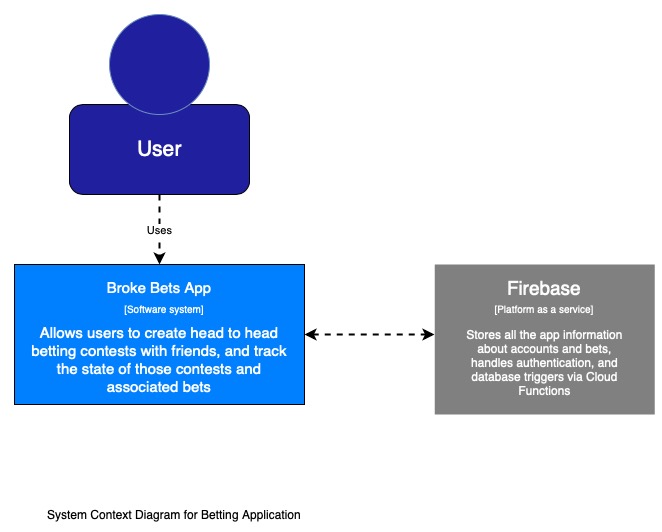 User
Uses
Broke Bets App
[Software system]
Allows users to create head to head
betting contests with friends, and track
the state of those contests and
associated bets
Firebase
[Platform as a service]
Stores all the app information
about accounts and bets,
handles authentication, and
database triggers via Cloud
Functions
System Context Diagram for Betting Application